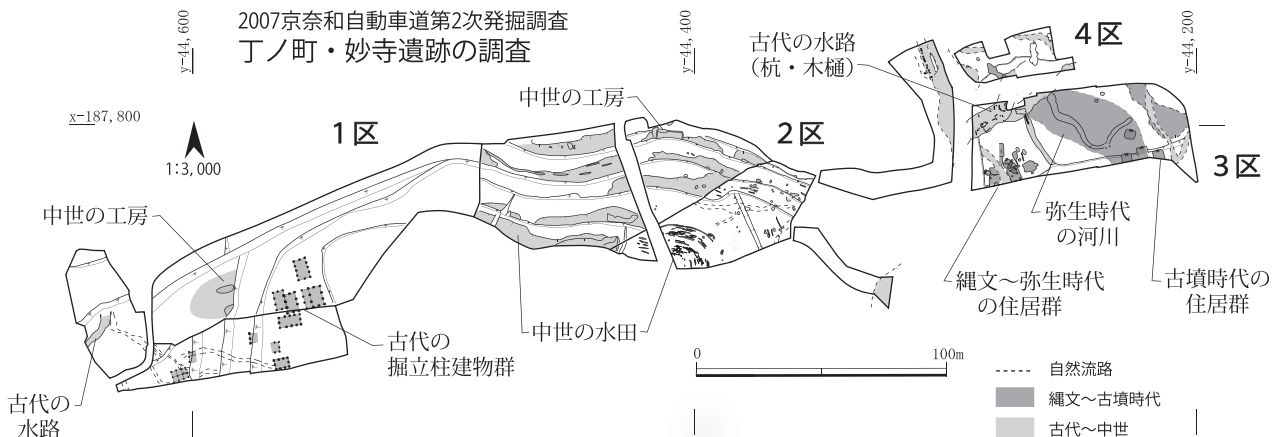 2007京奈和自動車道第2次発掘調査
丁ノ町・妙寺遺跡の調査
y-44,600
y-44,400
y-44,200
x-187,800
1:3,000
1区
2区
4区
3区
古代の水路
（杭・木樋）
中世の工房
中世の工房
弥生時代
の河川
縄文〜弥生時代
の住居群
古墳時代の
住居群
中世の水田
古代の
掘立柱建物群
古代の
水路
0
100m
自然流路
縄文〜古墳時代
古代〜中世